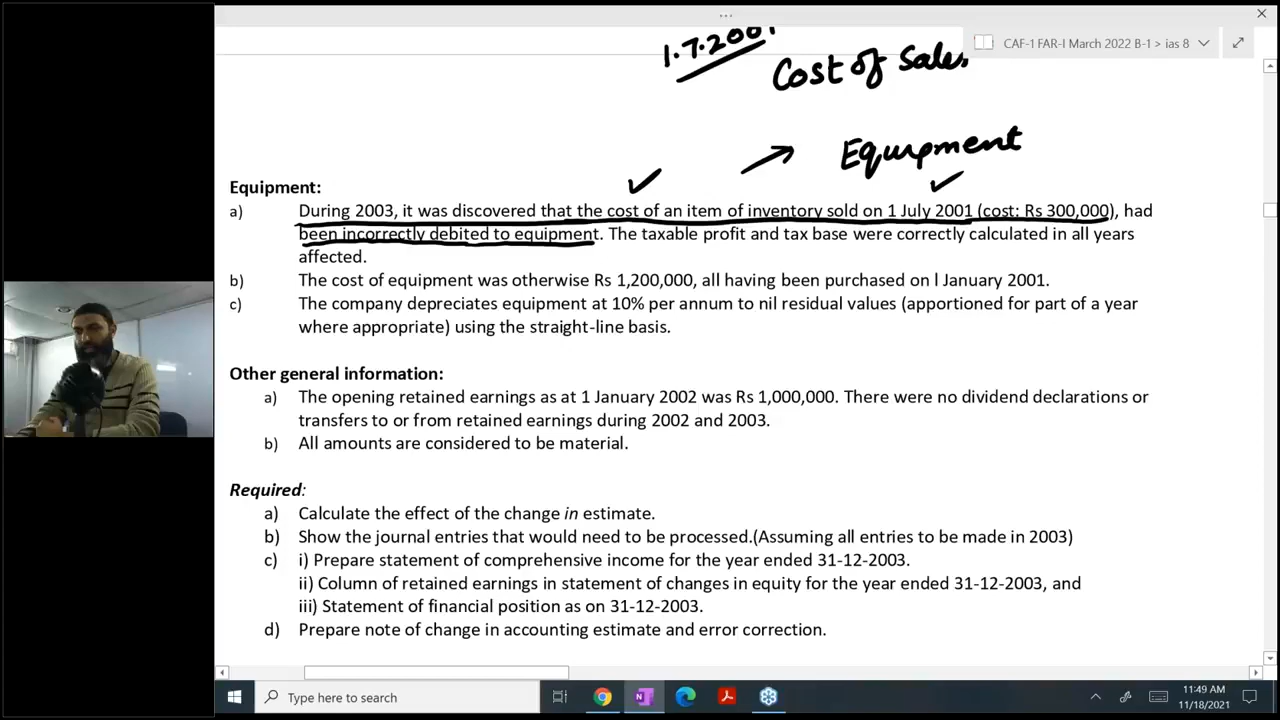 1.7.2001
CAF-1 FAR-I March 2022 B-1 > ias 8
Cost of Sales
Equipment
Equipment:
a) During 2003, it was discovered that the cost of an item of inventory sold on 1 July 2001 (cost: Rs 300,000), had
been incorrectly debited to equipment. The taxable profit and tax base were correctly calculated in all years
affected.
b) The cost of equipment was otherwise Rs 1,200,000, all having been purchased on l January 2001.
c) The company depreciates equipment at 10% per annum to nil residual values (apportioned for part of a year
where appropriate) using the straight-line basis.
Other general information:
a) The opening retained earnings as at 1 January 2002 was Rs 1,000,000. There were no dividend declarations or
transfers to or from retained earnings during 2002 and 2003.
b) All amounts are considered to be material.
Required:
a) Calculate the effect of the change in estimate.
b) Show the journal entries that would need to be processed.(Assuming all entries to be made in 2003)
c) i) Prepare statement of comprehensive income for the year ended 31-12-2003.
ii) Column of retained earnings in statement of changes in equity for the year ended 31-12-2003, and
iii) Statement of financial position as on 31-12-2003.
d) Prepare note of change in accounting estimate and error correction.
Type here to search
11:49 AM
11/18/2021